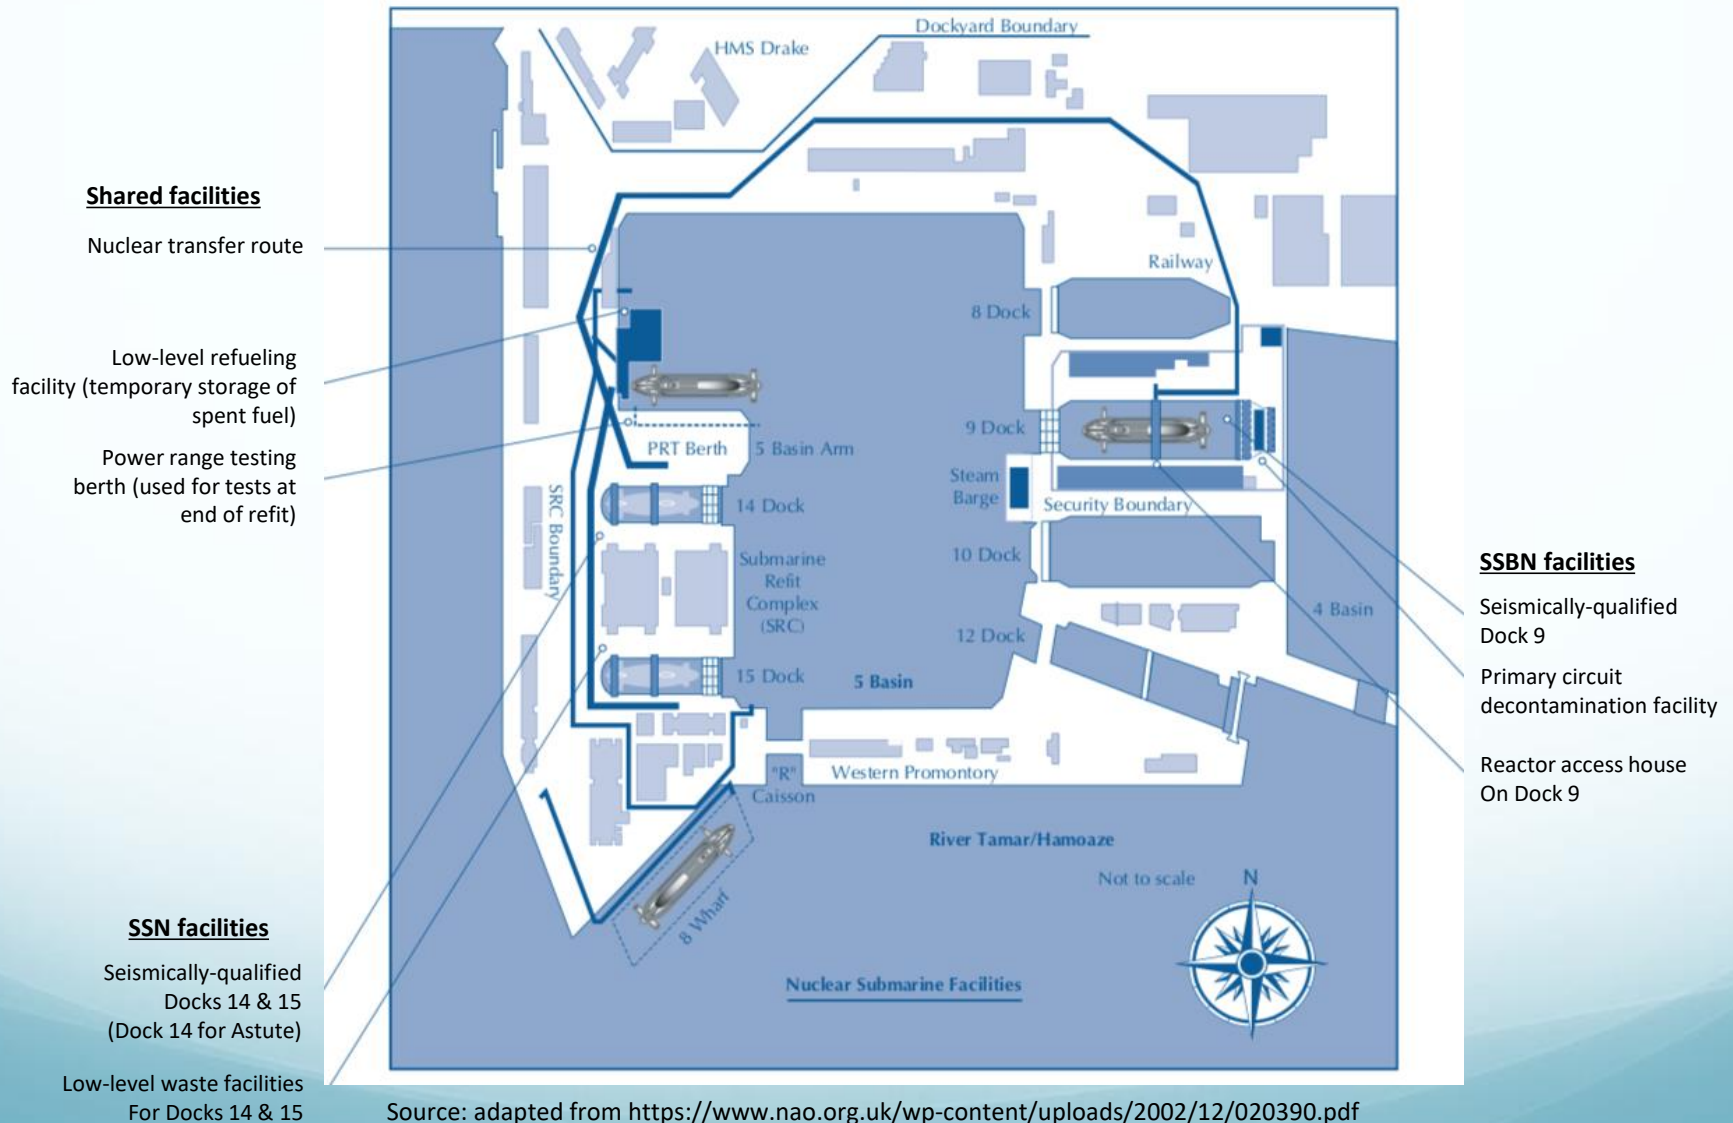 Dockyard Boundary
HMS Drake
Shared facilities
Nuclear transfer route
Low-level refueling
facility (temporary storage of
spent fuel)
Power range testing
berth (used for tests at
end of refit)
Railway
8 Dock
9 Dock
PRT Berth
5 Basin Arm
Steam
Barge
Security Boundary
SRC Boundary
14 Dock
Submarine
Refit
Complex
(SRC)
15 Dock
10 Dock
12 Dock
4 Basin
5 Basin
SSBN facilities
Seismically-qualified
Dock 9
Primary circuit
decontamination facility
Reactor access house
On Dock 9
"R"
Caisson
Western Promontory
River Tamar/Hamoaze
Not to scale
N
8 Wharf
Nuclear Submarine Facilities
SSN facilities
Seismically-qualified
Docks 14 & 15
(Dock 14 for Astute)
Low-level waste facilities
For Docks 14 & 15
Source: adapted from https://www.nao.org.uk/wp-content/uploads/2002/12/020390.pdf